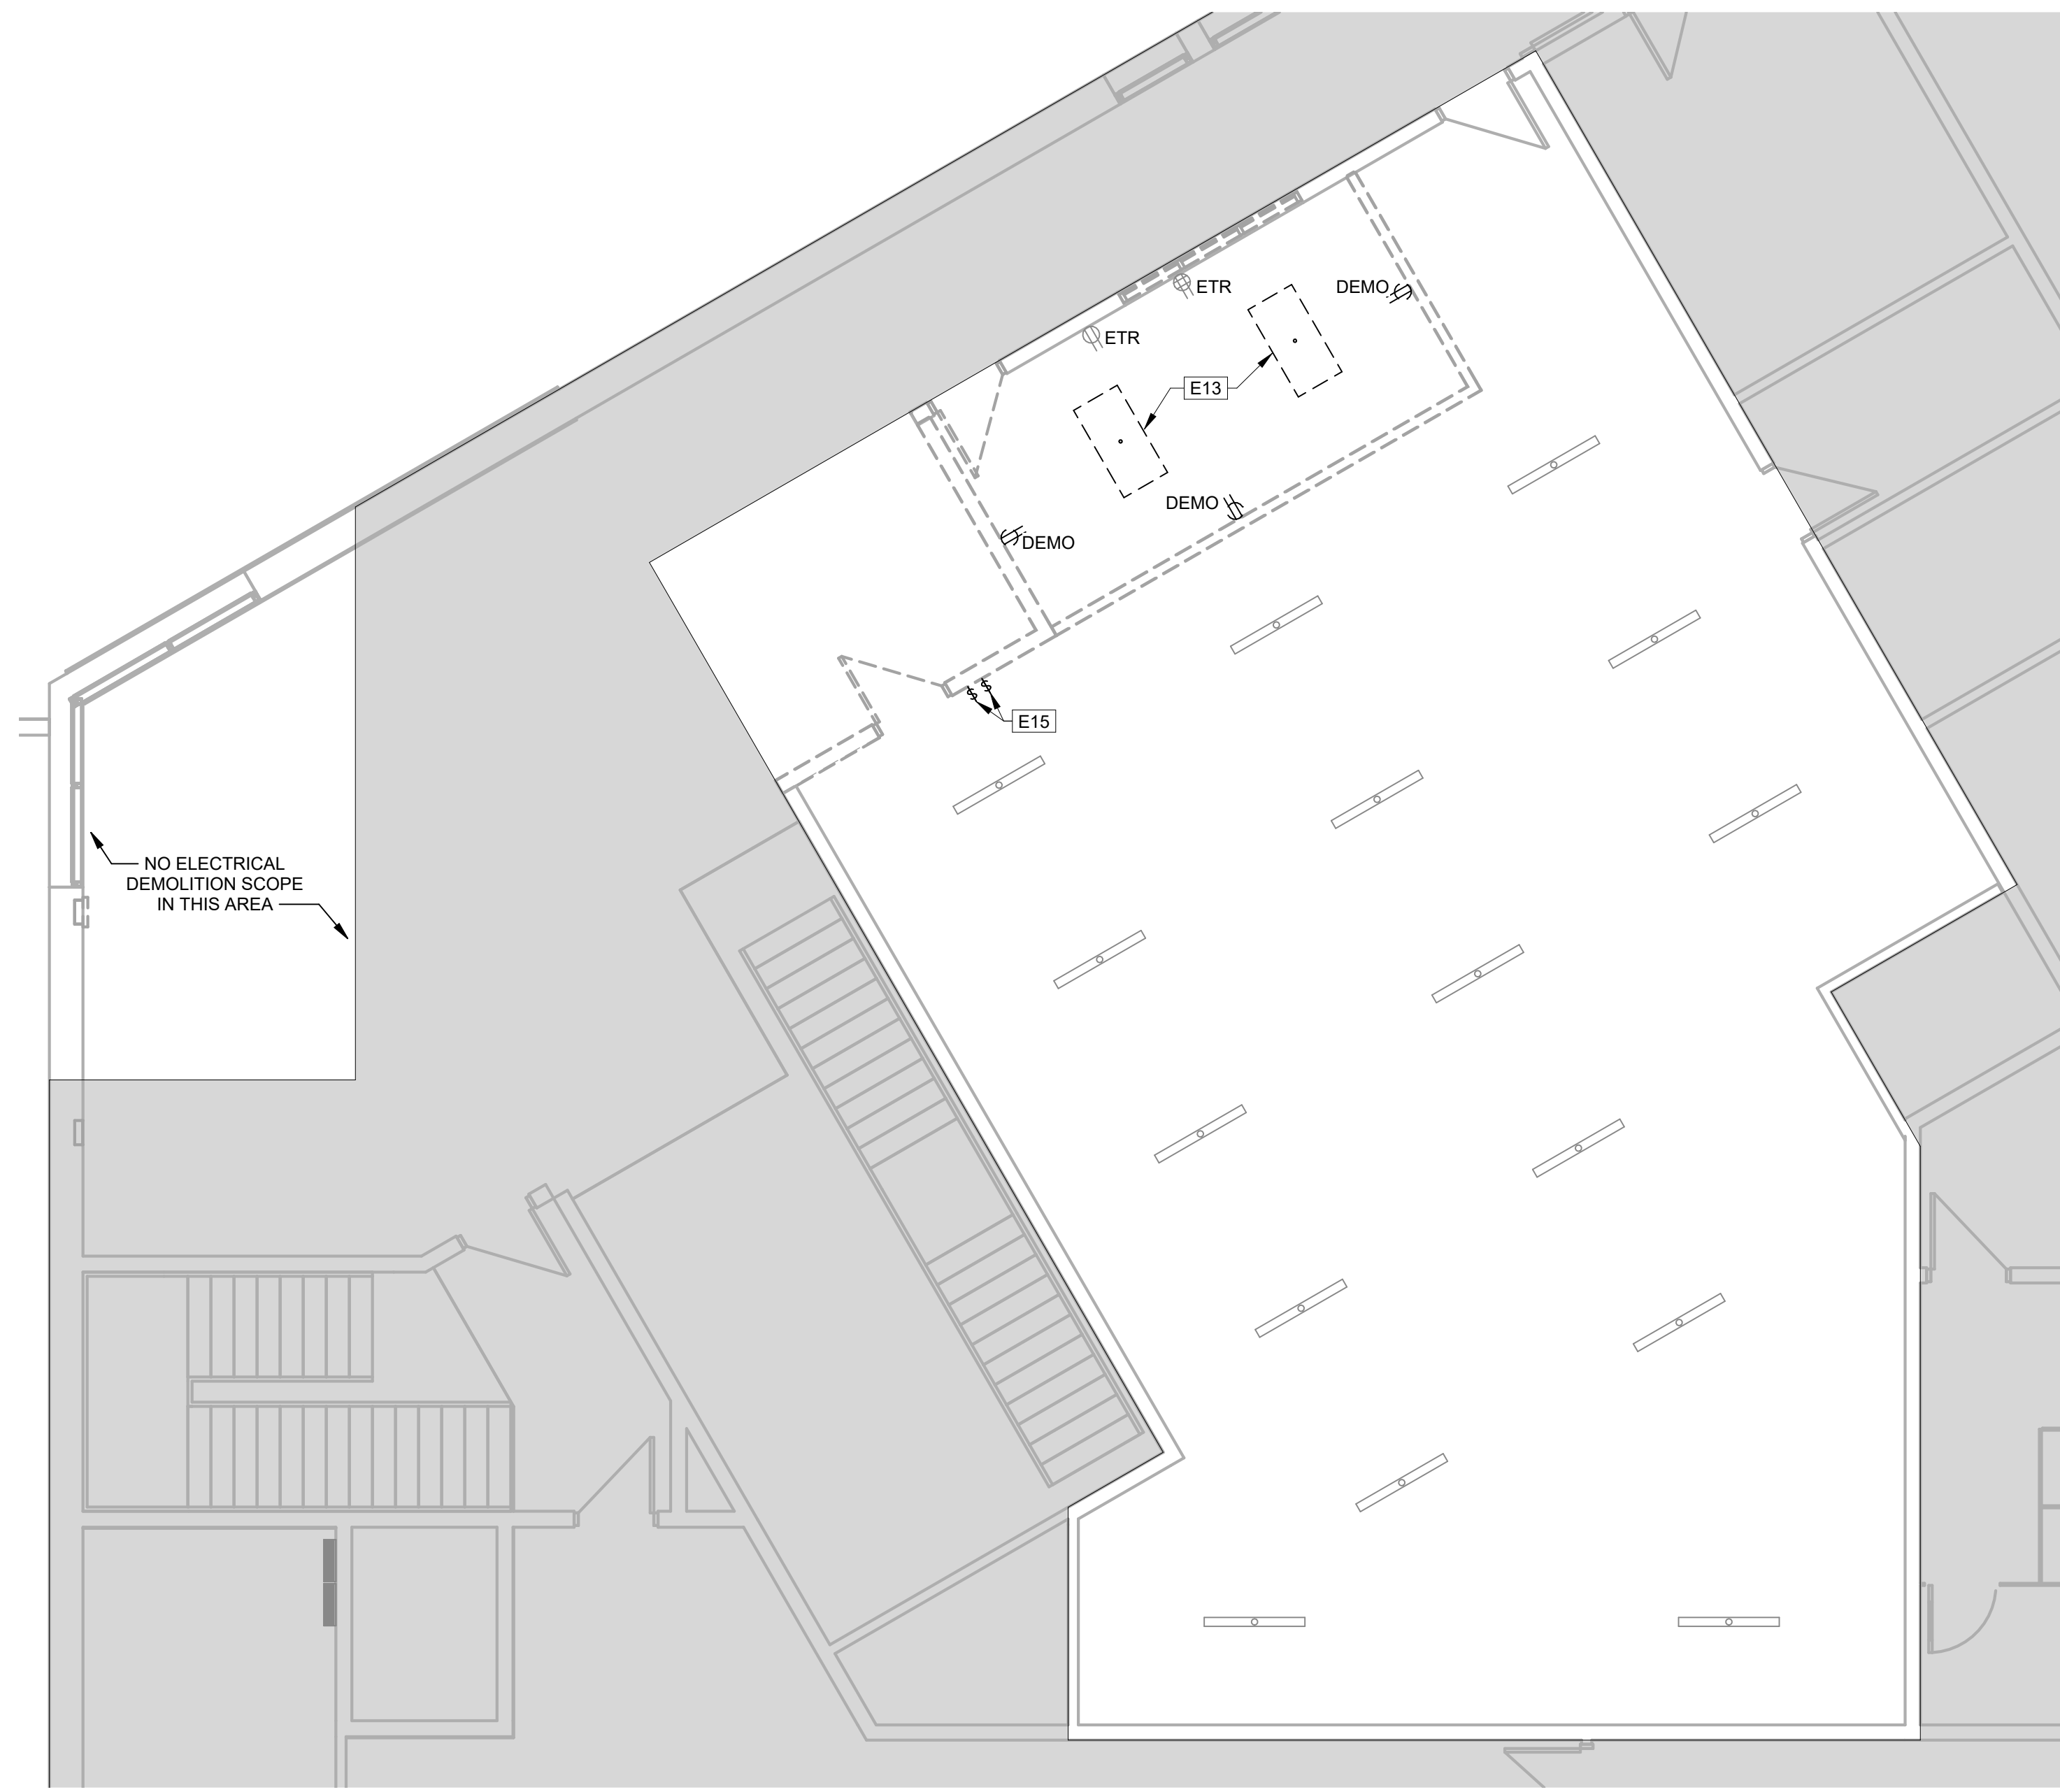 ETR
DEMO
ETR
E13
DEMO
DEMO
$
$
E15
NO ELECTRICAL
DEMOLITION SCOPE
IN THIS AREA